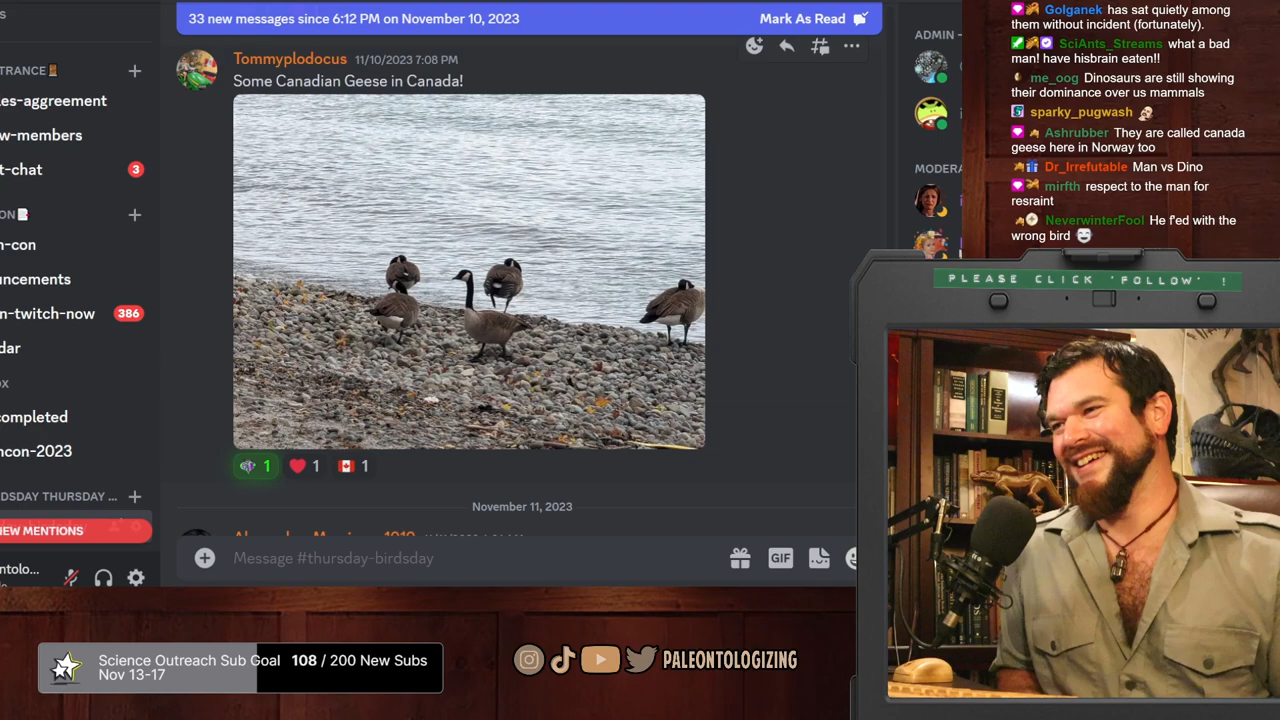 33 new messages since 6:12 PM on November 10, 2023
Mark As Read
Tommyplodocus 11/10/2023 7:08 PM
Some Canadian Geese in Canada!
1 1 1
November 11, 2023
Message #thursday-birdsday
GIF
TRANCE
es-aggreement
w-members
t-chat
3
ON
n-con
uncements
n-twitch-now
386
dar
ox
completed
ncon-2023
DSDAY THURSDAY ...
NEW MENTIONS
ntolo...
ADMIN –
MODERA
Golganek has sat quietly among
them without incident (fortunately).
SciAnts_Streams what a bad
man! have hisbrain eaten!!
me_oog Dinosaurs are still showing
their dominance over us mammals
sparky_pugwash
Ashrubber They are called canada
geese here in Norway too
Dr_Irrefutable Man vs Dino
mirfth respect to the man for
resraint
NeverwinterFool He f'ed with the
wrong bird
PLEASE CLICK 'FOLLOW' !
Science Outreach Sub Goal 108 / 200 New Subs
Nov 13-17
PALEONTOLOGIZING